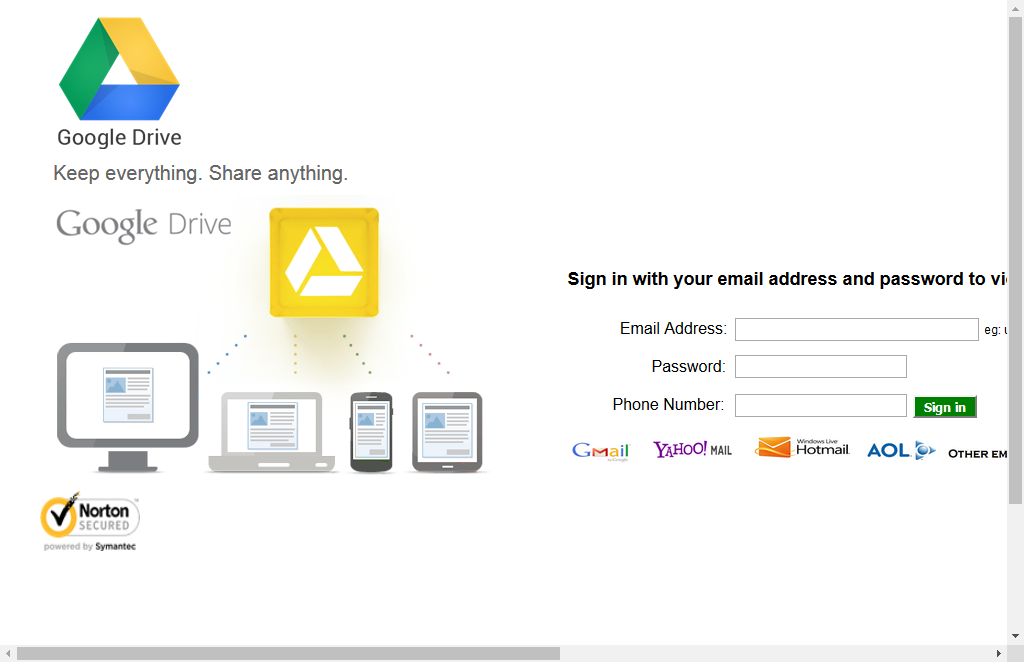 Google Drive
Keep everything. Share anything.
Google Drive
Sign in with your email address and password to vi
Email Address:
eg: u
Password:
Phone Number:
Sign in
Gmail
by Google
YAHOO! MAIL
Windows Live
Hotmail
AOL
OTHER EM
Norton
SECURED
powered by Symantec